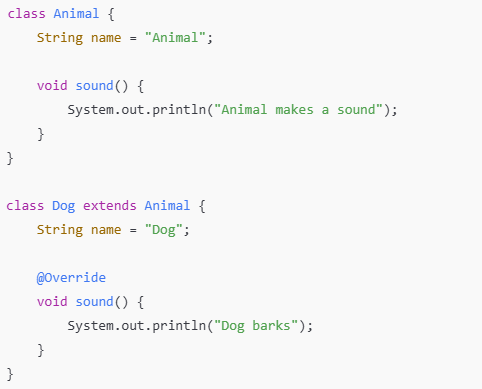 class Animal {
    String name = "Animal";

    void sound() {
        System.out.println("Animal makes a sound");
    }
}

class Dog extends Animal {
    String name = "Dog";

    @Override
    void sound() {
        System.out.println("Dog barks");
    }
}